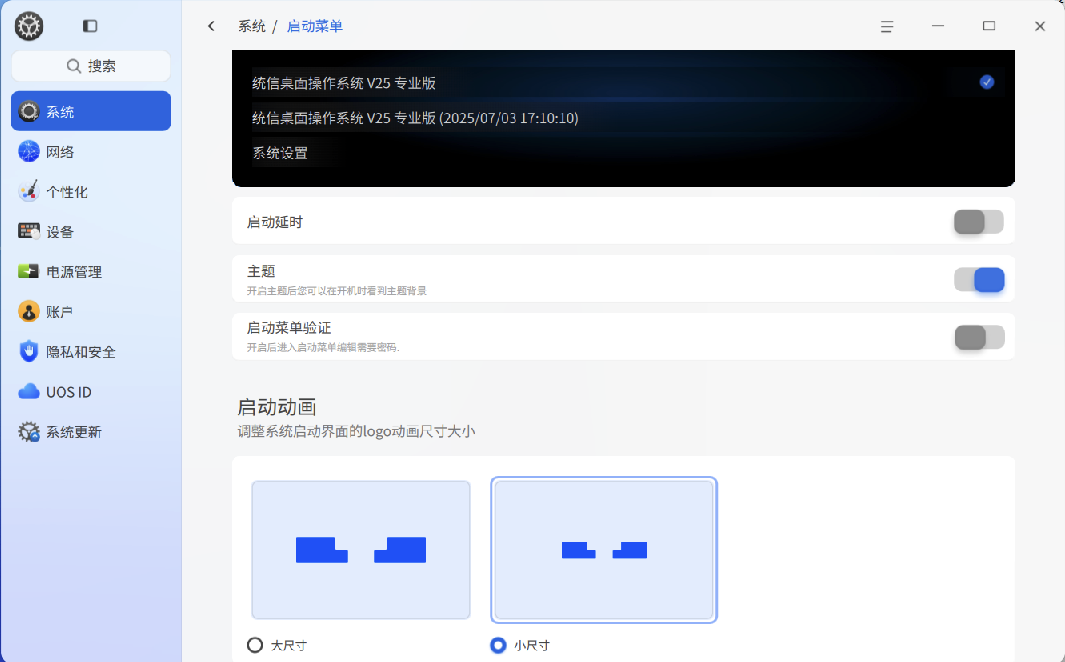 系统 / 启动菜单
搜索
系统
网络
个性化
设备
电源管理
账户
隐私和安全
UOS ID
系统更新
统信桌面操作系统 V25 专业版
统信桌面操作系统 V25 专业版 (2025/07/03 17:10:10)
系统设置
启动延时
主题
开启主题后您可以在开机时看到主题背景
启动菜单验证
开启后进入启动菜单编辑需要密码.
启动动画
调整系统启动界面的logo动画尺寸大小
大尺寸
小尺寸